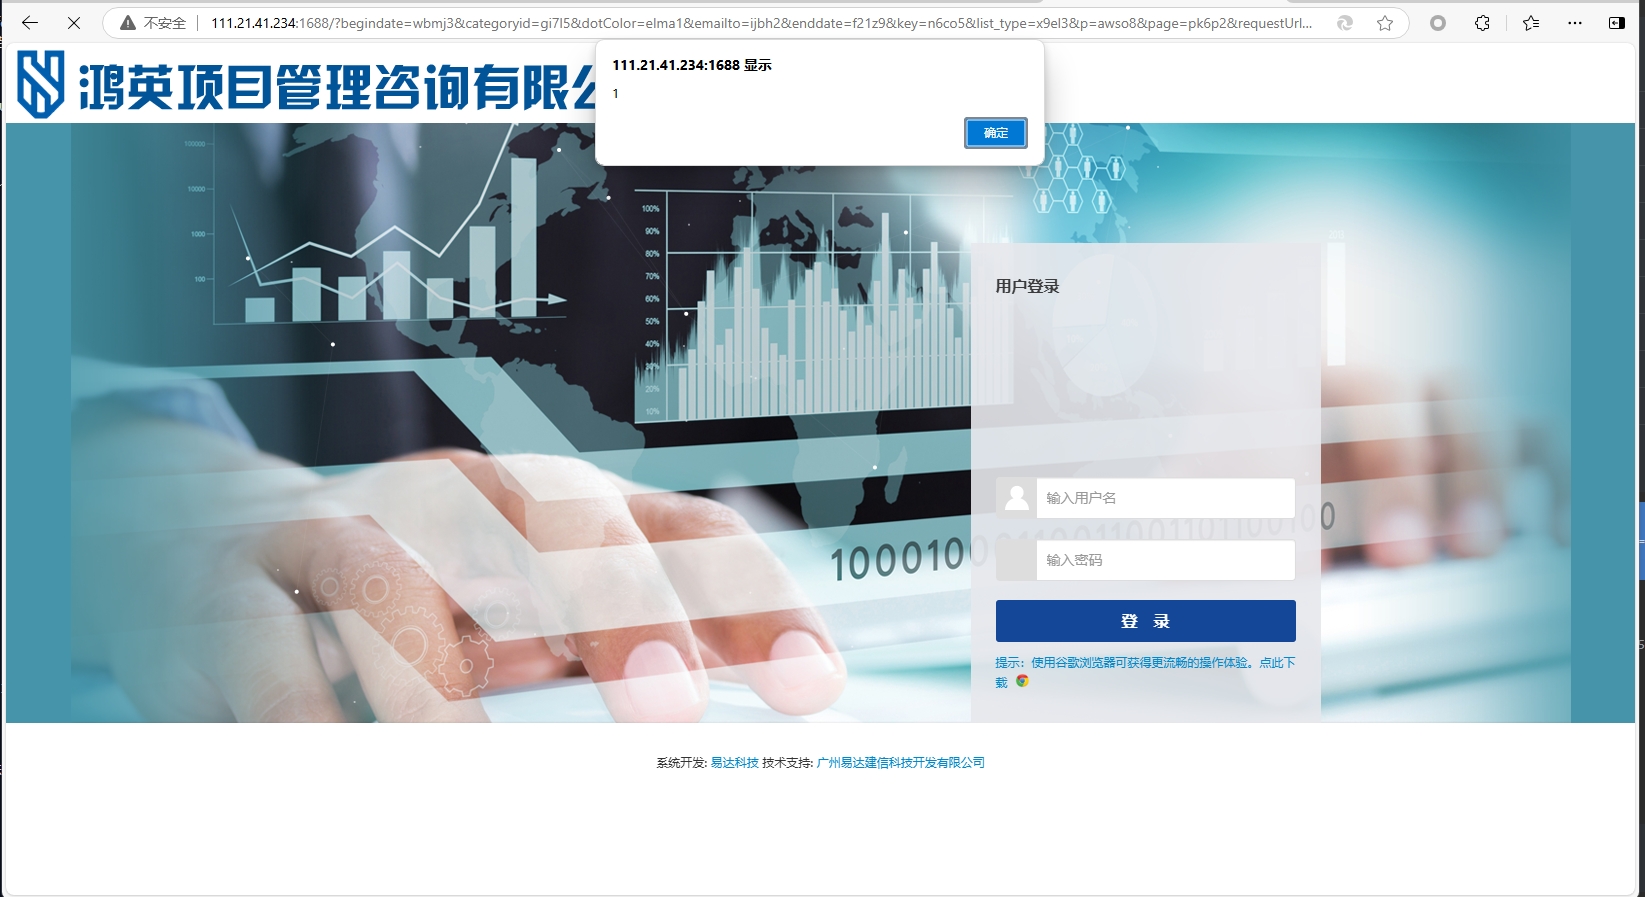 不安全
111.21.41.234:1688/?begindate=wbmj3&categoryid=gi7l5&dotColor=elma1&emailto=ijbh2&enddate=f21z9&key=n6co5&list_type=x9el3&p=awso8&page=pk6p2&requestUrl...
111.21.41.234:1688 显示
1
确定
鸿英项目管理咨询有限公
100000
10000
1000
100
100%
90%
80%
70%
60%
50%
40%
30%
20%
10%
2011
用户登录
输入用户名
输入密码
登 录
提示：使用谷歌浏览器可获得更流畅的操作体验。点此下
载
系统开发: 易达科技 技术支持: 广州易达建信科技开发有限公司